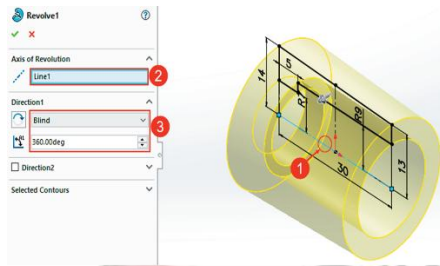 Revolve1
Axis of Revolution
Line1
2
Direction1
3
Blind
360.00deg
Direction2
Selected Contours
5
14
R7
R9
13
30
1